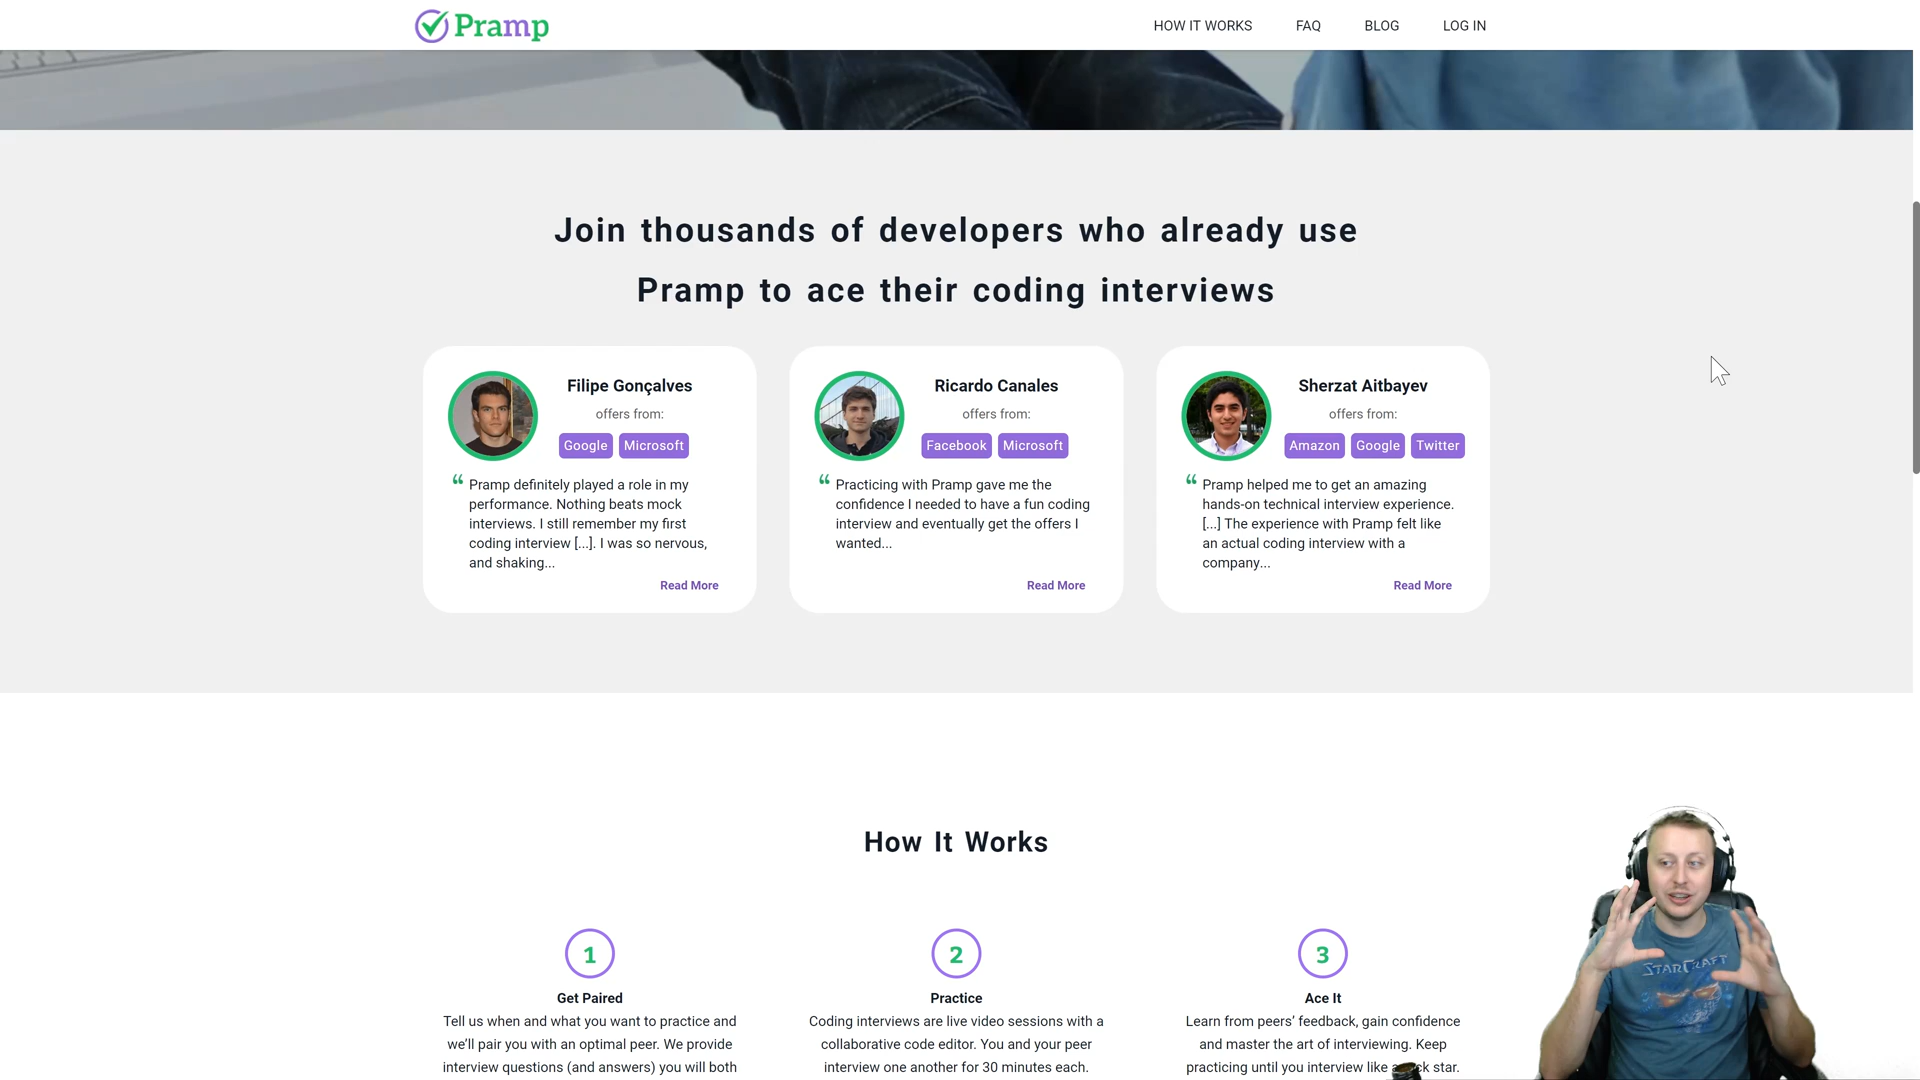 Pramp
HOW IT WORKS
FAQ
BLOG
LOG IN
Join thousands of developers who already use
Pramp to ace their coding interviews
Filipe Gonçalves
offers from:
Google Microsoft
“ Pramp definitely played a role in my
performance. Nothing beats mock
interviews. I still remember my first
coding interview [...]. I was so nervous,
and shaking...
Read More
Ricardo Canales
offers from:
Facebook Microsoft
“ Practicing with Pramp gave me the
confidence I needed to have a fun coding
interview and eventually get the offers I
wanted...
Read More
Sherzat Aitbayev
offers from:
Amazon Google Twitter
“ Pramp helped me to get an amazing
hands-on technical interview experience.
[...] The experience with Pramp felt like
an actual coding interview with a
company...
Read More
How It Works
1
Get Paired
Tell us when and what you want to practice and
we’ll pair you with an optimal peer. We provide
interview questions (and answers) you will both
2
Practice
Coding interviews are live video sessions with a
collaborative code editor. You and your peer
interview one another for 30 minutes each.
3
Ace It
Learn from peers’ feedback, gain confidence
and master the art of interviewing. Keep
practicing until you interview like star.
STARCRAFT